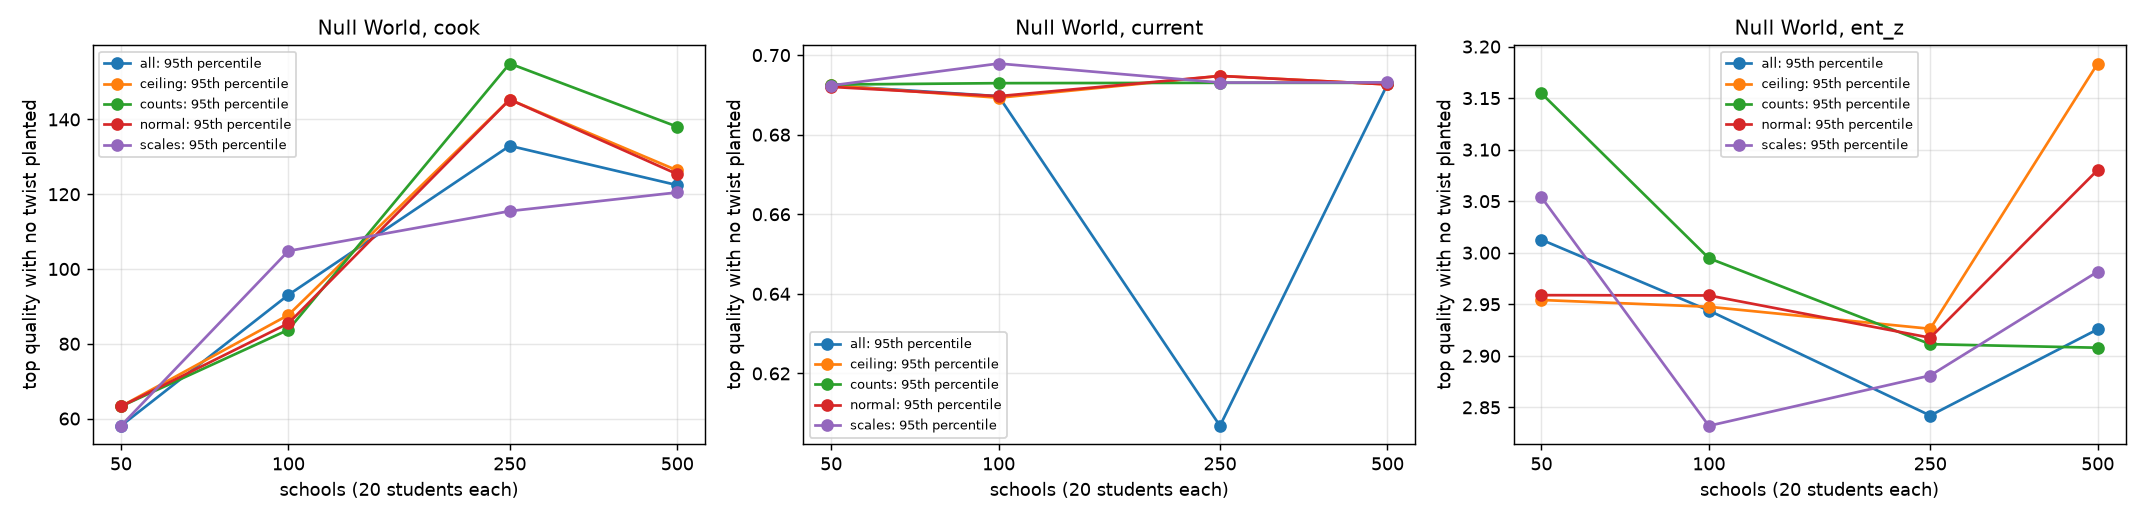 Null World, cook
top quality with no twist planted
140
120
100
80
60
all: 95th percentile
ceiling: 95th percentile
counts: 95th percentile
normal: 95th percentile
scales: 95th percentile
50
100
250
500
schools (20 students each)
Null World, current
top quality with no twist planted
0.70
0.68
0.66
0.64
0.62
all: 95th percentile
ceiling: 95th percentile
counts: 95th percentile
normal: 95th percentile
scales: 95th percentile
50
100
250
500
schools (20 students each)
Null World, ent_z
top quality with no twist planted
3.20
3.15
3.10
3.05
3.00
2.95
2.90
2.85
all: 95th percentile
ceiling: 95th percentile
counts: 95th percentile
normal: 95th percentile
scales: 95th percentile
50
100
250
500
schools (20 students each)